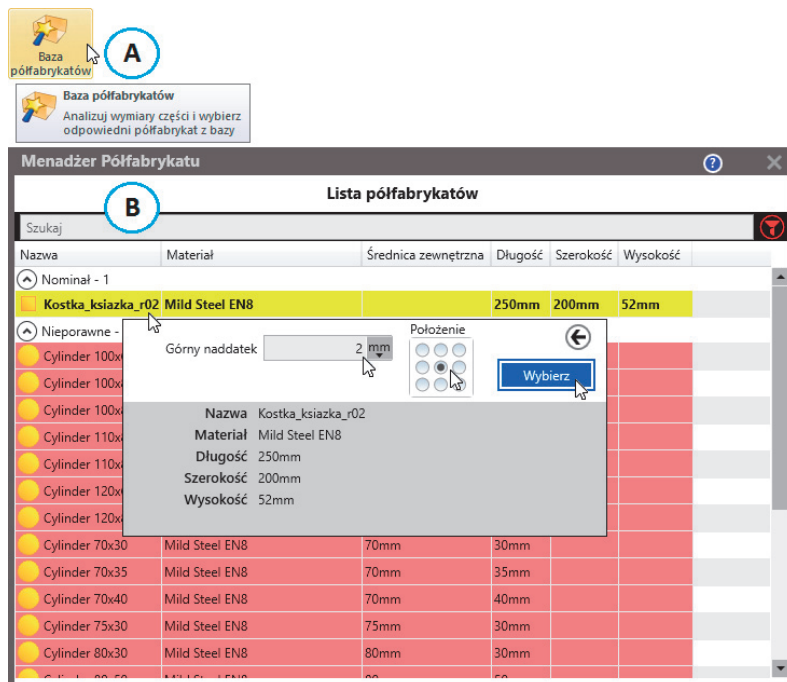 Baza
półfabrykatów
A
Baza półfabrykatów
Analizuj wymiary części i wybierz
odpowiedni półfabrykat z bazy
Menadżer Półfabrykatu
?
B
Lista półfabrykatów
Szukaj
Nazwa Materiał Średnica zewnętrzna Długość Szerokość Wysokość
Nominał - 1
Kostka_ksiazka_r02 Mild Steel EN8 250mm 200mm 52mm
Nieporawne -
Górny naddatek 2 mm
Położenie
Wybierz
Nazwa Kostka_ksiazka_r02
Materiał Mild Steel EN8
Długość 250mm
Szerokość 200mm
Wysokość 52mm
Cylinder 100x
Cylinder 100x
Cylinder 100x
Cylinder 110x
Cylinder 110x
Cylinder 120x
Cylinder 120x
Cylinder 70x30 Mild Steel EN8 70mm 30mm
Cylinder 70x35 Mild Steel EN8 70mm 35mm
Cylinder 70x40 Mild Steel EN8 70mm 40mm
Cylinder 75x30 Mild Steel EN8 75mm 30mm
Cylinder 80x30 Mild Steel EN8 80mm 30mm